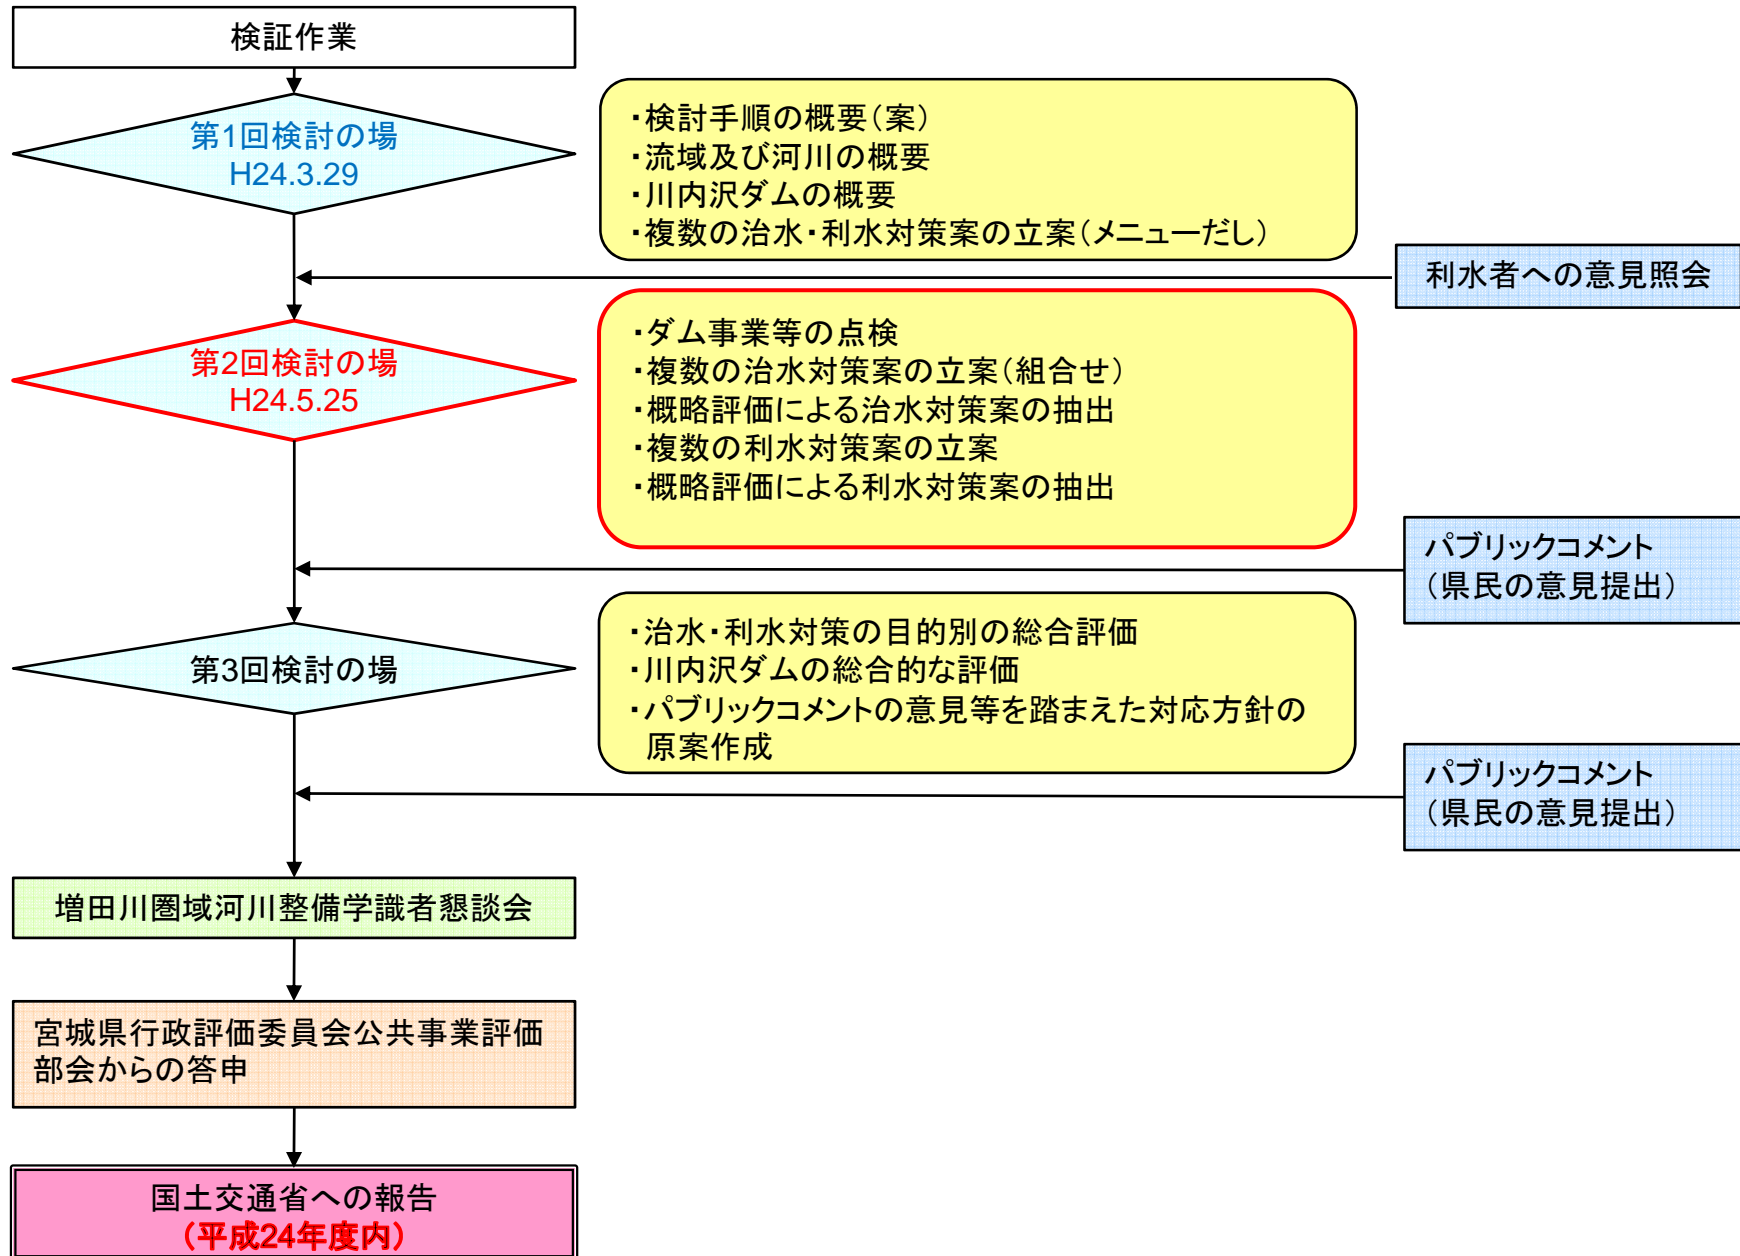 検証作業
第1回検討の場
H24.3.29
・検討手順の概要(案)
・流域及び河川の概要
・川内沢ダムの概要
・複数の治水・利水対策案の立案(メニューだし)
利水者への意見照会
第2回検討の場
H24.5.25
・ダム事業等の点検
・複数の治水対策案の立案(組合せ)
・概略評価による治水対策案の抽出
・複数の利水対策案の立案
・概略評価による利水対策案の抽出
パブリックコメント
(県民の意見提出)
第3回検討の場
・治水・利水対策の目的別の総合評価
・川内沢ダムの総合的な評価
・パブリックコメントの意見等を踏まえた対応方針の
原案作成
パブリックコメント
(県民の意見提出)
増田川圏域河川整備学識者懇談会
宮城県行政評価委員会公共事業評価
部会からの答申
国土交通省への報告
(平成24年度内)